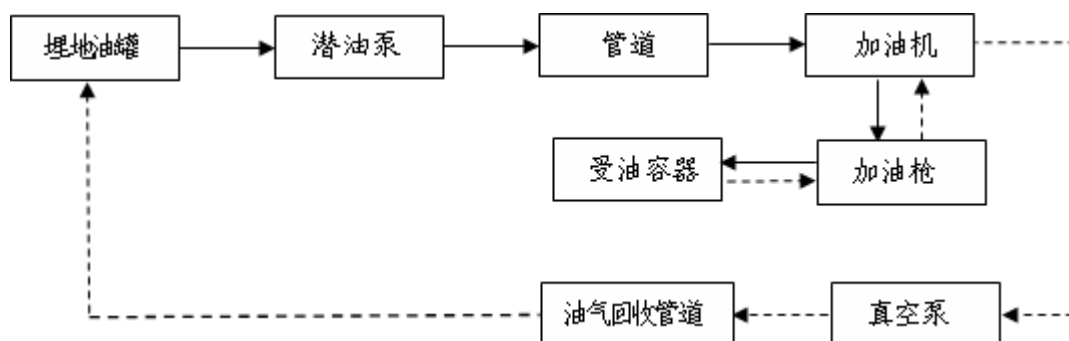 埋地油罐
潜油泵
管道
加油机
受油容器
加油枪
油气回收管道
真空泵